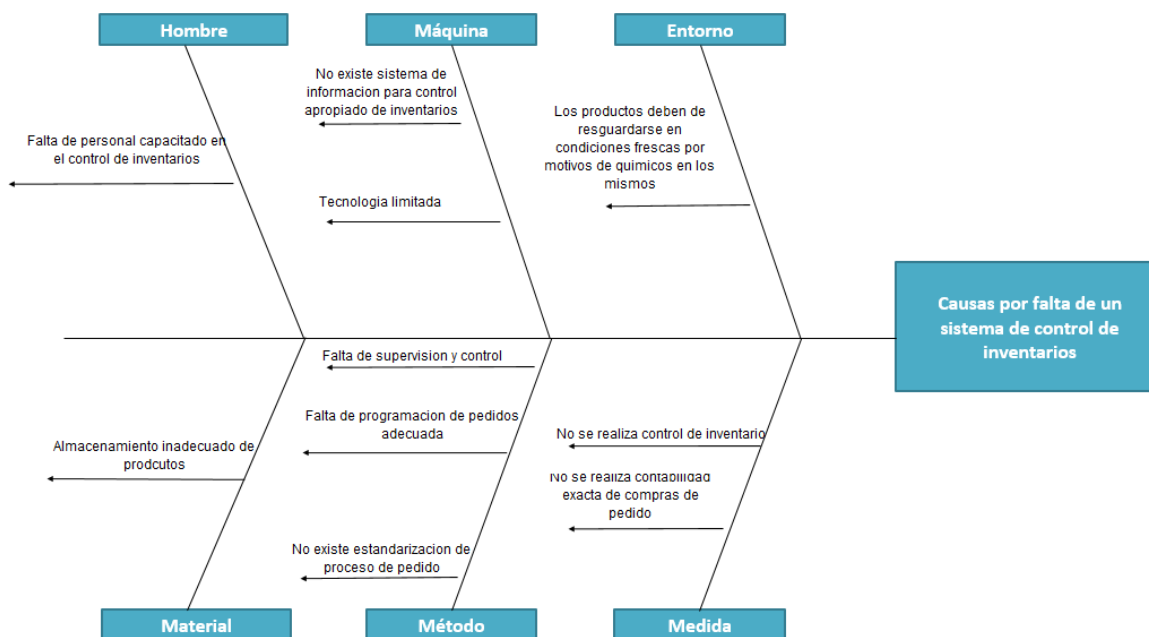 Hombre
Máquina
Entorno
No existe sistema de
informacion para control
apropiado de inventarios
Los productos deben de
resguardarse en
condiciones frescas por
motivos de quimicos en los
mismos
Falta de personal capacitado en
el control de inventarios
Tecnologia limitada
Causas por falta de un
sistema de control de
inventarios
Falta de supervision y control
Falta de programacion de pedidos
adecuada
No se realiza control de inventario
Almacenamiento inadecuado de
prodcutos
No se realiza contabilidad
exacta de compras de
pedido
No existe estandarizacion de
proceso de pedido
Material
Método
Medida